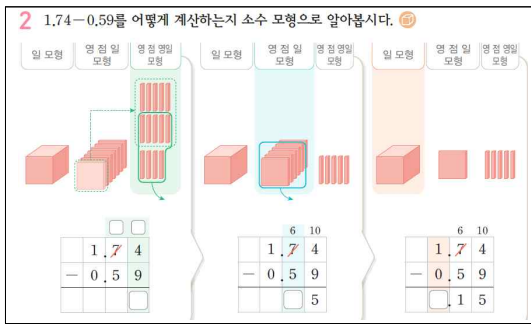 2 1.74-0.59를 어떻게 계산하는지 소수 모형으로 알아봅시다.
일 모형 영 점 일 모형 영 점 영일 모형
일 모형 영 점 일 모형 영 점 영일 모형
일 모형 영 점 일 모형 영 점 영일 모형
1.7 4
- 0.5 9
6 10
1.7 4
- 0.5 9
5
6 10
1.7 4
- 0.5 9
.1 5